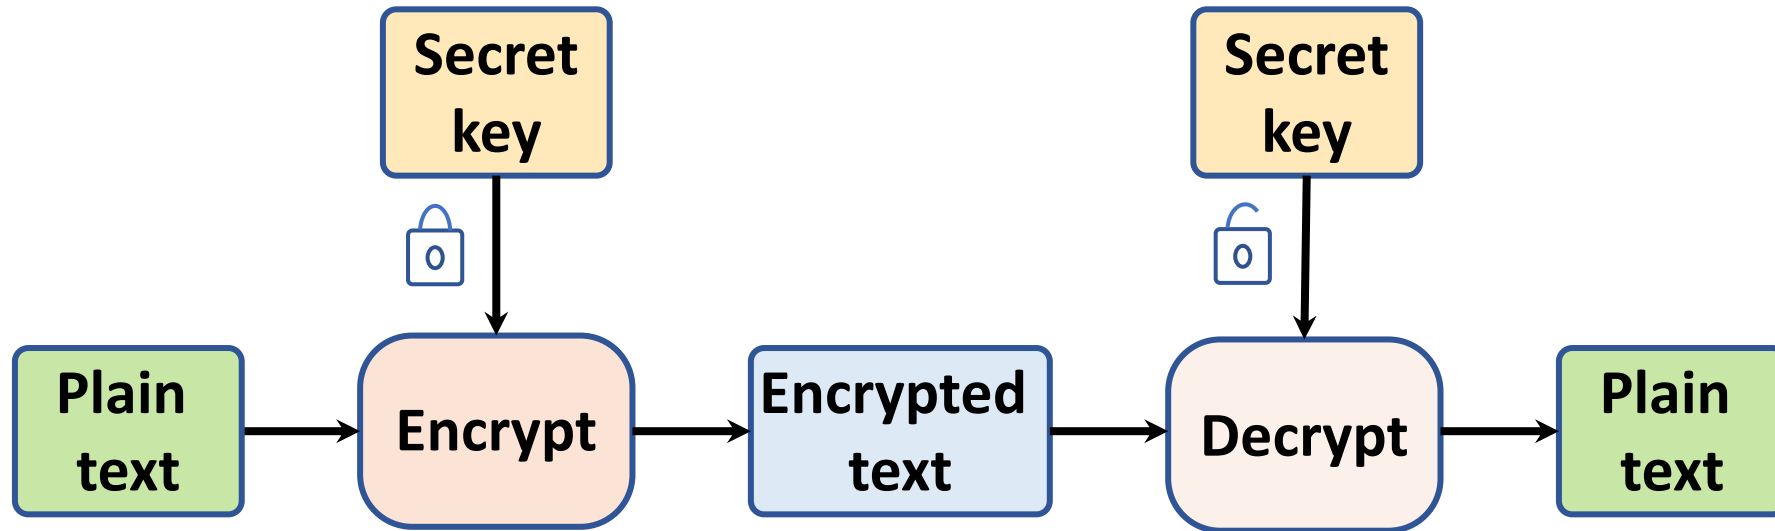 Secret
key
Secret
key
Plain
text
Encrypt
Encrypted
text
Decrypt
Plain
text